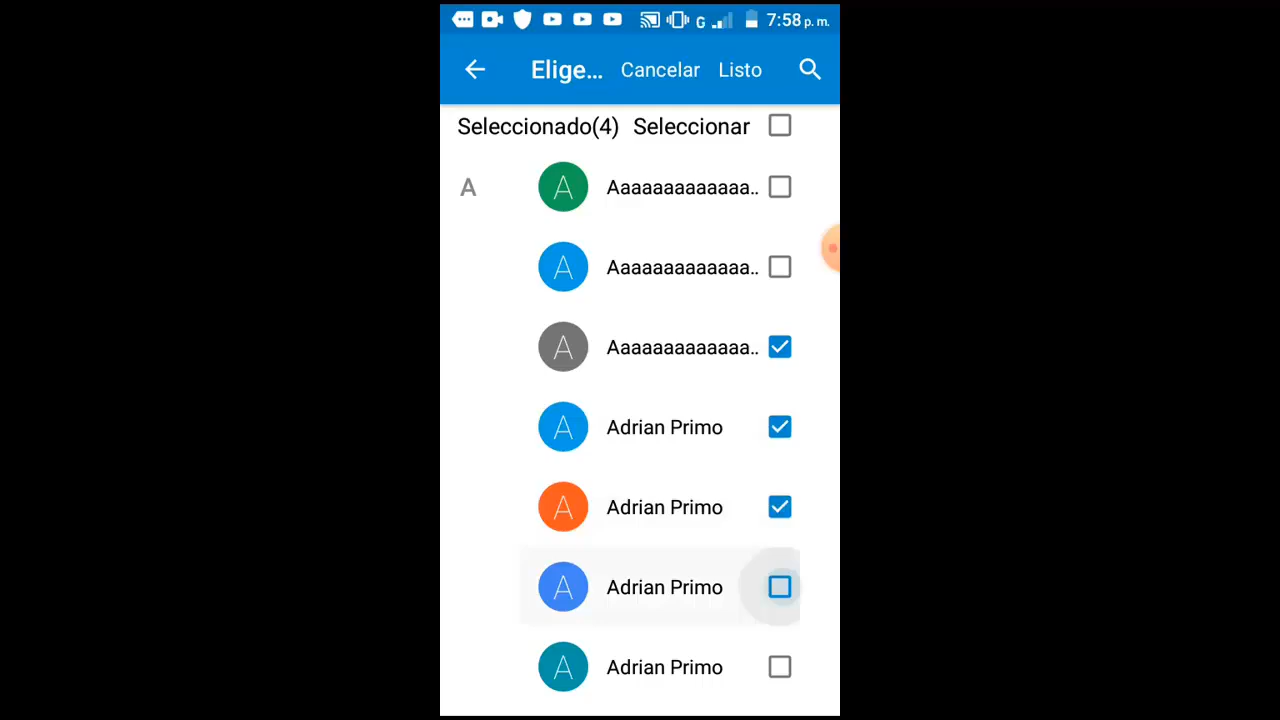 G 7:58 p. m.
Elige... Cancelar Listo
Seleccionado(4) Seleccionar
A A Aaaaaaaaaaaaa..
A Aaaaaaaaaaaaa..
A Aaaaaaaaaaaaa..
A Adrian Primo
A Adrian Primo
A Adrian Primo
A Adrian Primo